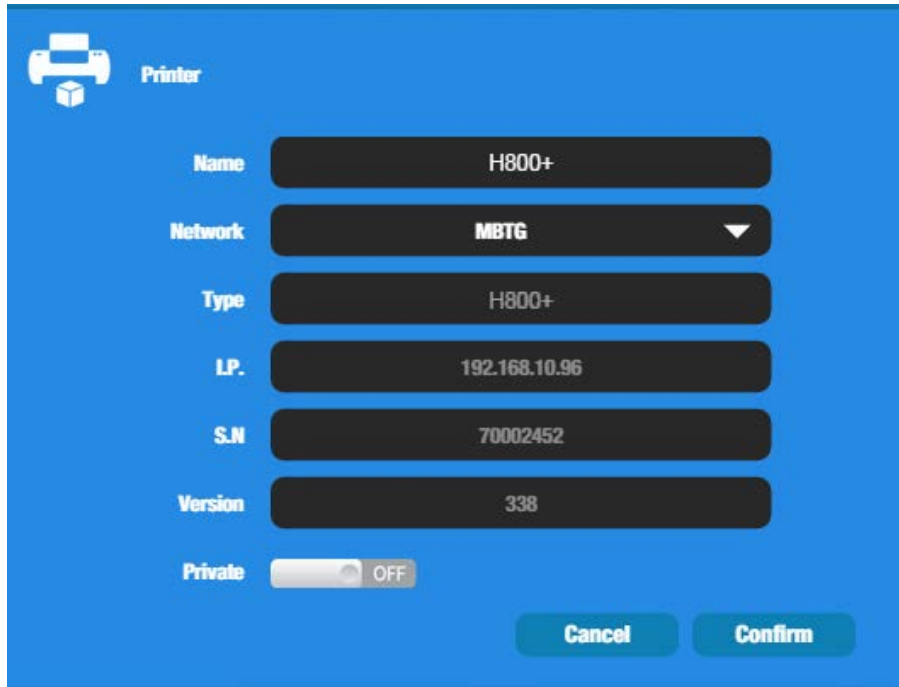 Printer
Name H800+
Network MBTG
Type H800+
I.P. 192.168.10.96
S.N 70002452
Version 338
Private OFF
Cancel Confirm